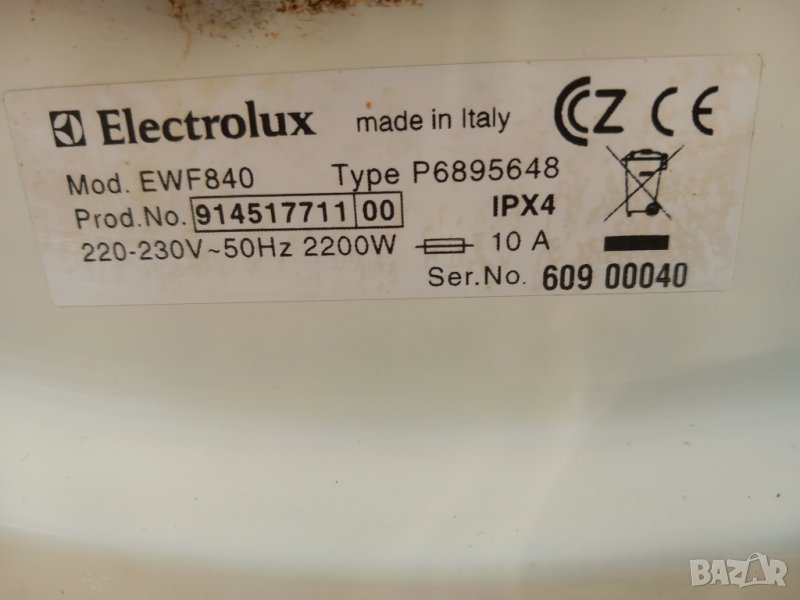 Electrolux made in Italy CE
Mod. EWF840 Type P6895648
Prod.No. 914517711 00 IPX4
220-230V~50Hz 2200W 10 A
Ser.No. 609 00040
BAZAR